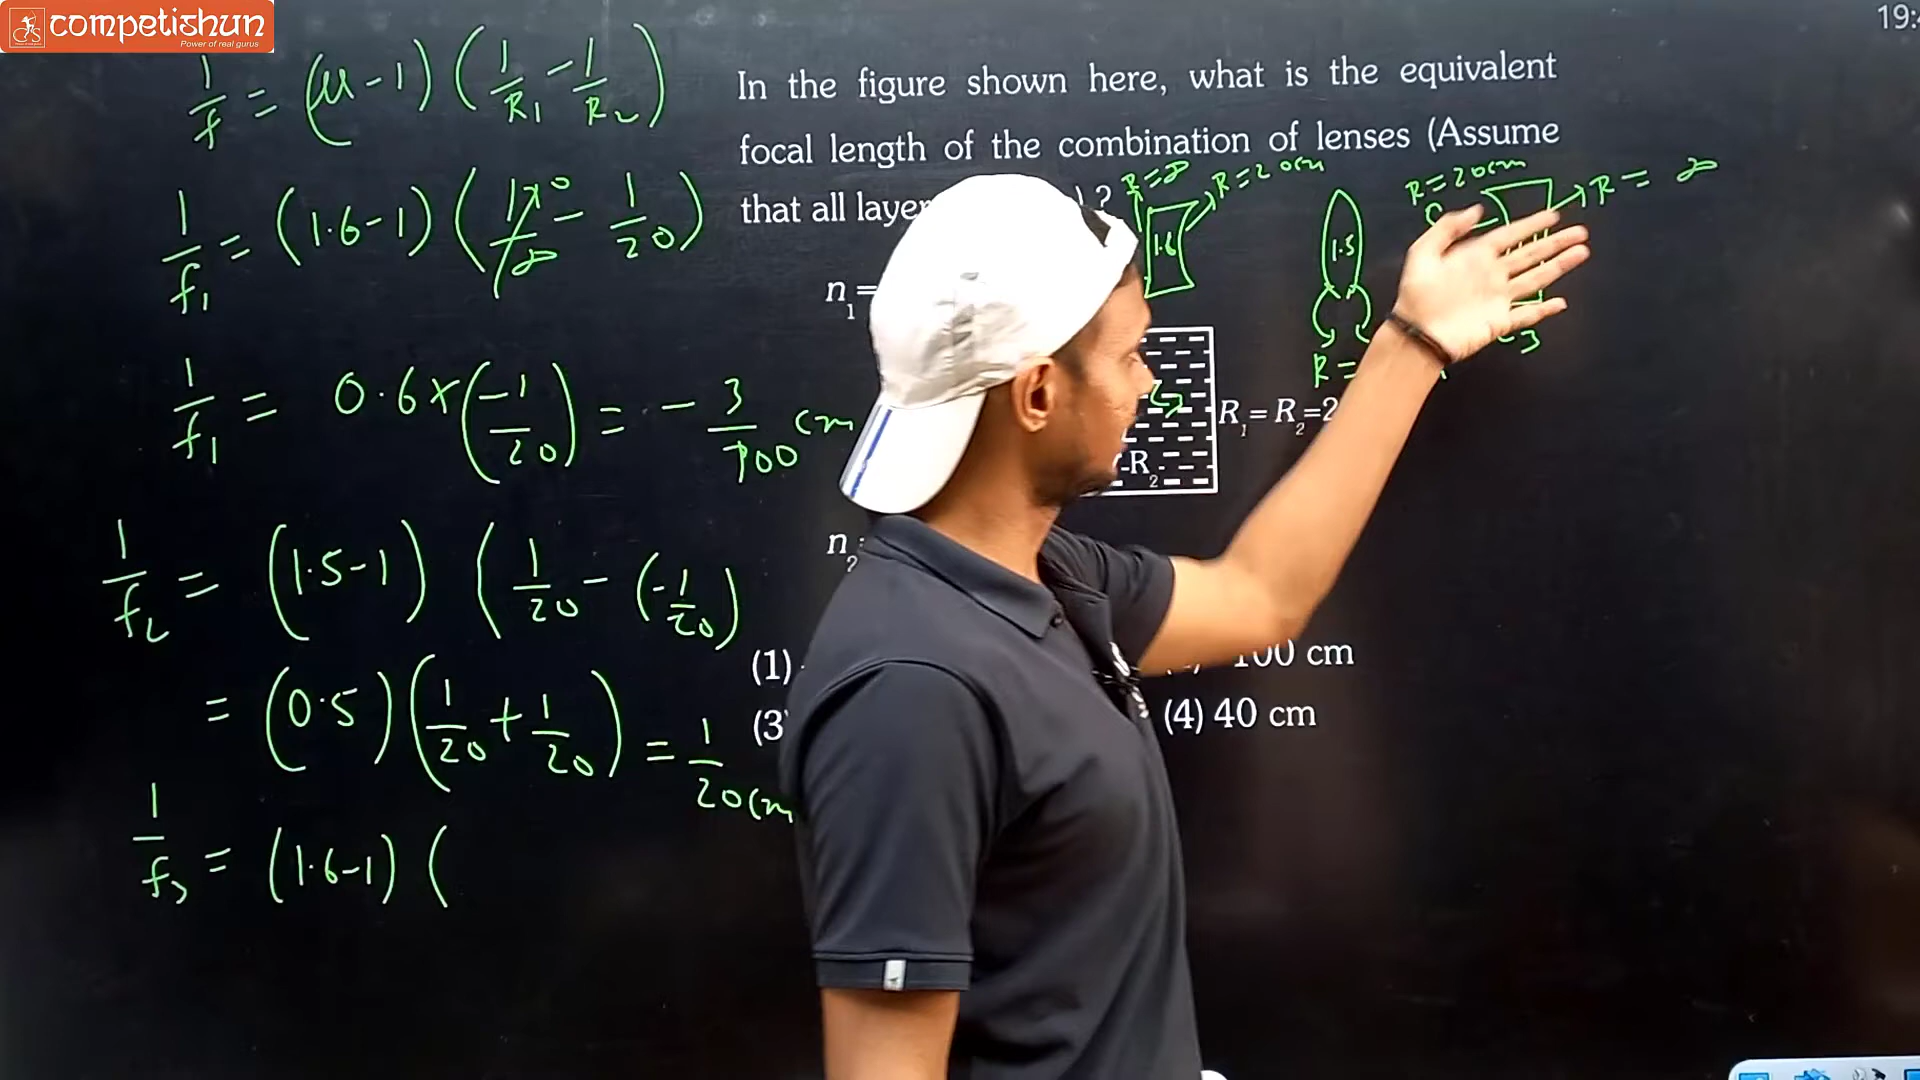 competishun
Power of real gurus
19:
1/f = (μ-1) (1/R₁ - 1/R₂)
1/f₁ = (1.6-1) (1/∞ 0 - 1/20)
1/f₁ = 0.6 × (-1/20) = - 3/100 cm
1/f₂ = (1.5-1) (1/20 - (-1/20)
= (0.5) (1/20 + 1/20) = 1/20 cm
1/f₃ = (1.6-1) (
In the figure shown here, what is the equivalent
focal length of the combination of lenses (Assume
that all layer ) ?
R = ∞
R = 20cm
1.6
1.5
R =
R = 20cm
R = ∞
n₁=
-R₂
R₁ = R₂=2
n₂
(1)
100 cm
(3)
(4) 40 cm